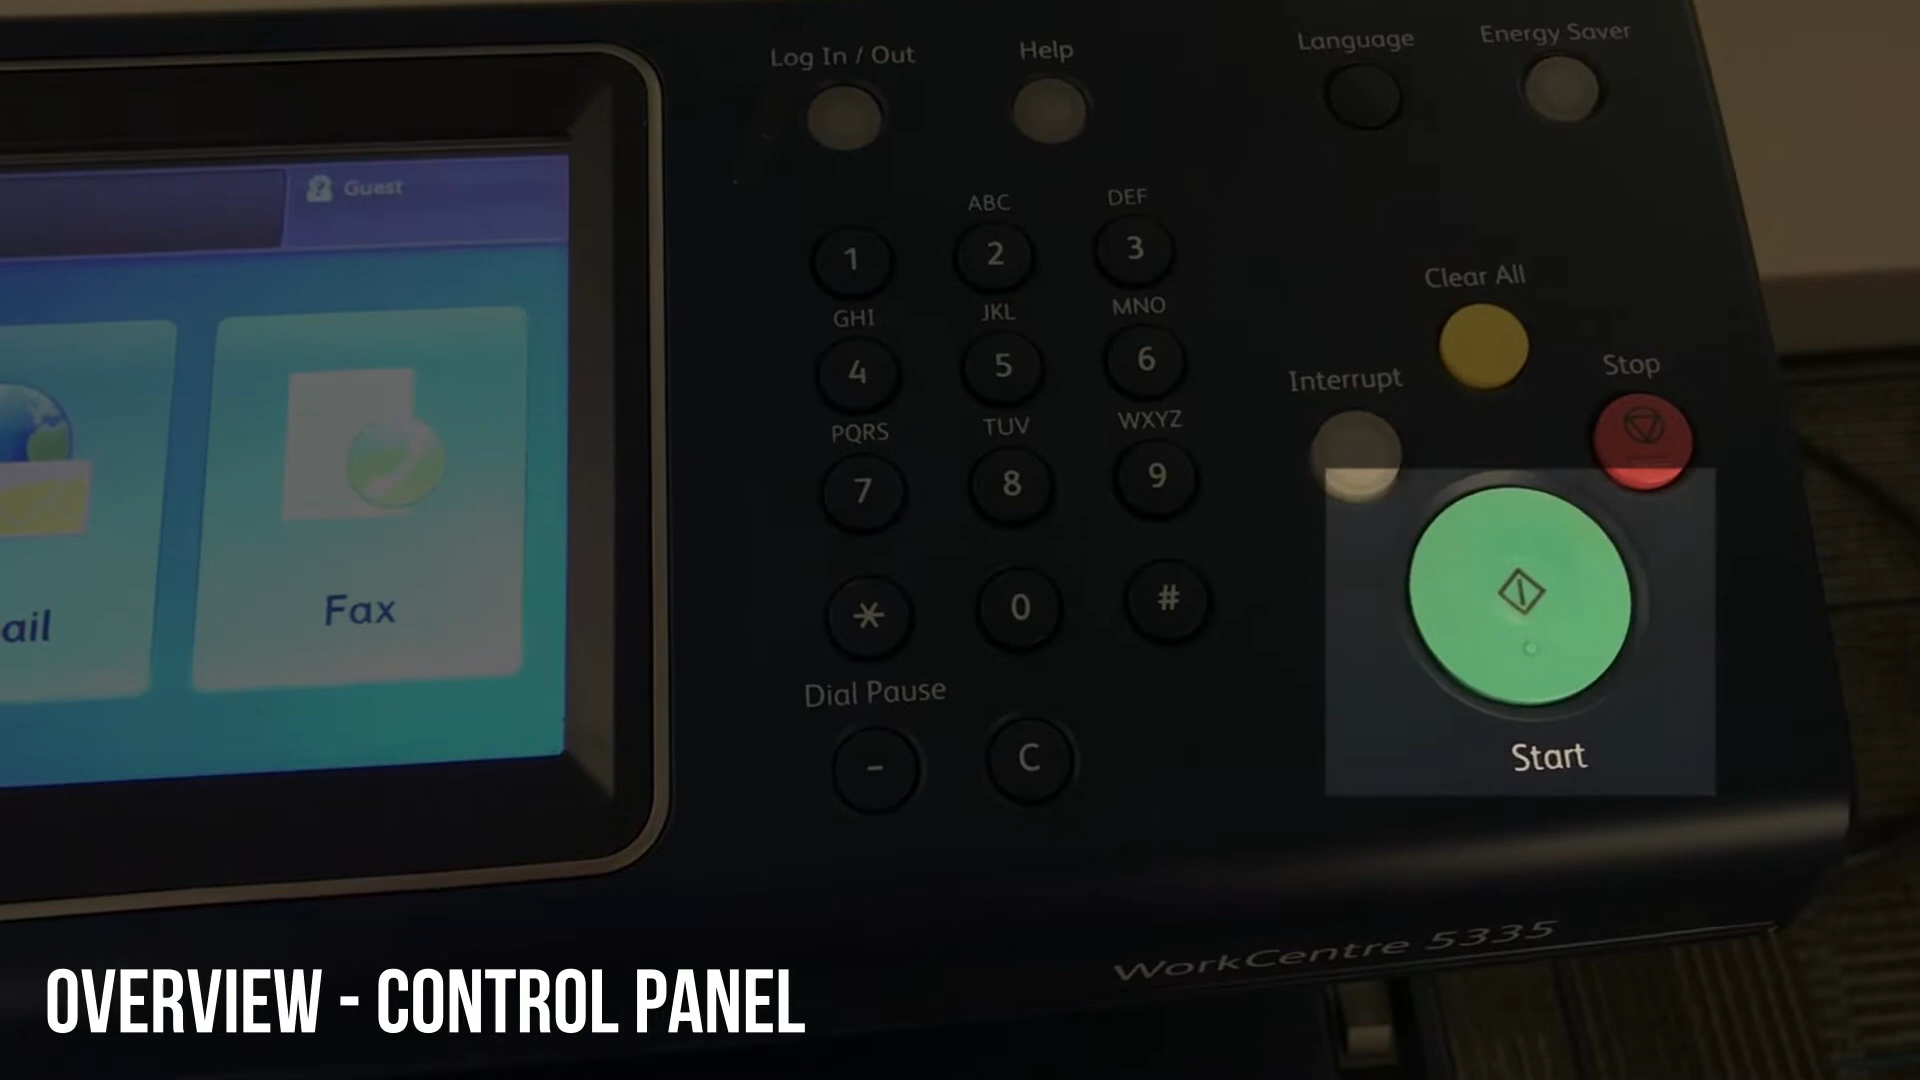 Log In / Out
Help
Language
Energy Saver
Guest
ABC
DEF
1
2
3
Clear All
GHI
JKL
MNO
4
5
6
Interrupt
Stop
PQRS
TUV
WXYZ
7
8
9
ail
Fax
*
0
#
Dial Pause
-
C
Start
WorkCentre 5335
OVERVIEW - CONTROL PANEL